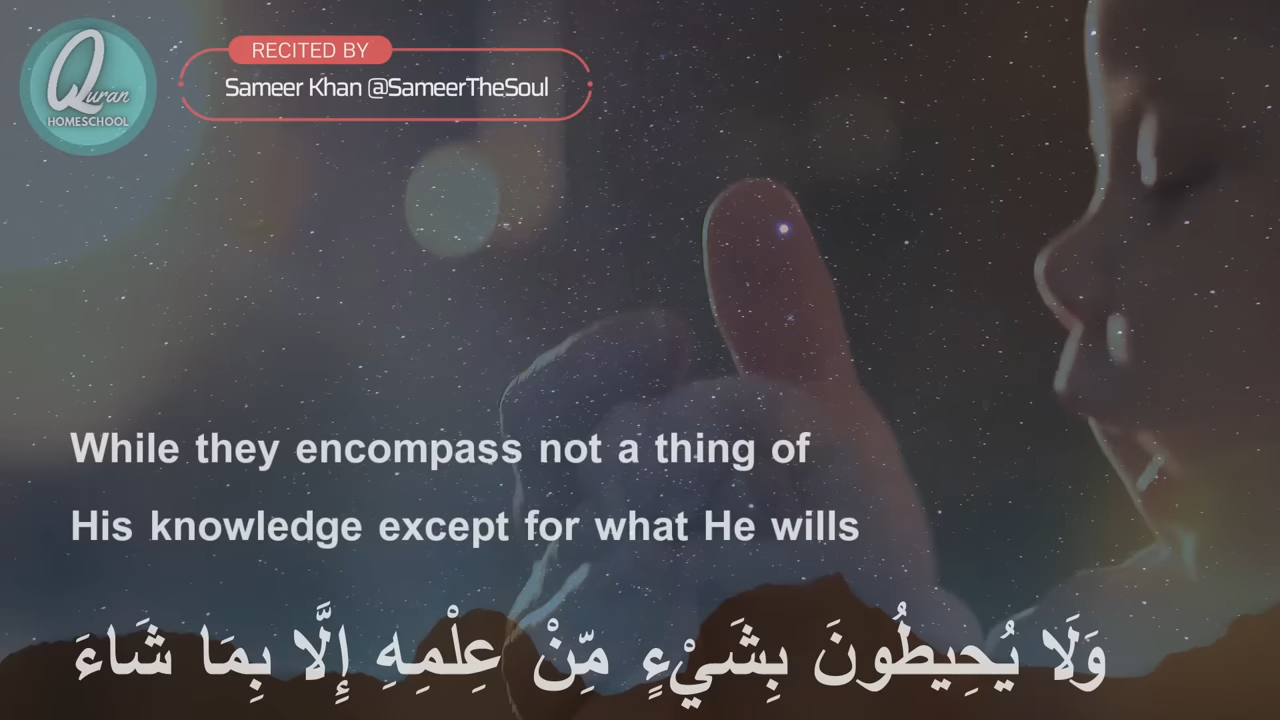 Quran
HOMESCHOOL
RECITED BY
Sameer Khan @SameerTheSoul
While they encompass not a thing of
His knowledge except for what He wills
وَلَا يُحِيطُونَ بِشَيْءٍ مِّنْ عِلْمِهِ إِلَّا بِمَا شَاءَ